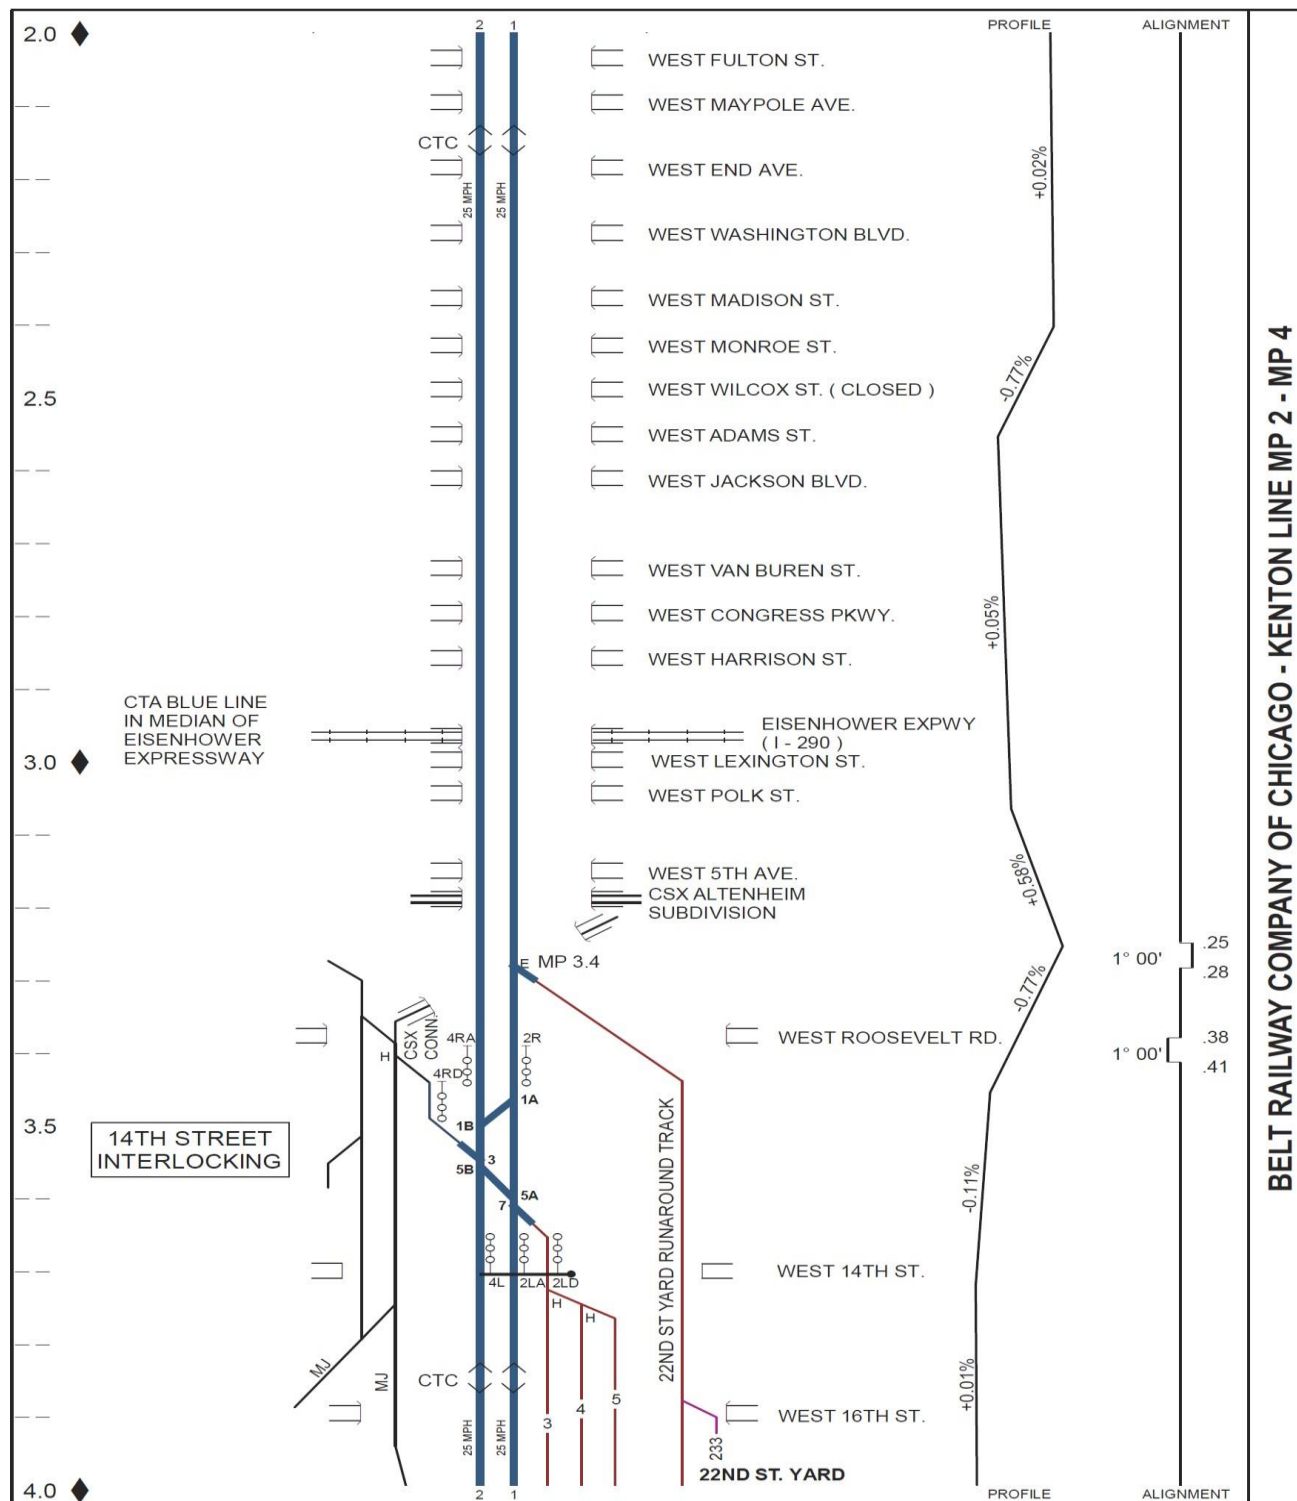 2 1 PROFILE ALIGNMENT
2.0
WEST FULTON ST.
WEST MAYPOLE AVE.
CTC
WEST END AVE.
+0.02%
25 MPH 25 MPH
WEST WASHINGTON BLVD.
WEST MADISON ST.
WEST MONROE ST.
-0.77%
WEST WILCOX ST. ( CLOSED )
2.5
WEST ADAMS ST.
WEST JACKSON BLVD.
WEST VAN BUREN ST.
WEST CONGRESS PKWY.
+0.05%
WEST HARRISON ST.
CTA BLUE LINE
IN MEDIAN OF
EISENHOWER
EXPRESSWAY
EISENHOWER EXPWY
( I - 290 )
3.0
WEST LEXINGTON ST.
WEST POLK ST.
WEST 5TH AVE.
+0.58%
CSX ALTENHEIM
SUBDIVISION
E MP 3.4
1° 00' .25
.28
-0.77%
CSX
CONN.
4RA 2R
WEST ROOSEVELT RD.
1° 00' .38
.41
H
4RD
1A
1B
3.5
14TH STREET
INTERLOCKING
3
5B
5A
7
-0.11%
22ND ST YARD RUNAROUND TRACK
WEST 14TH ST.
4L 2LA 2LD
H
H
MJ
MJ
CTC
+0.01%
3 4 5
WEST 16TH ST.
25 MPH 25 MPH
233
22ND ST. YARD
4.0
2 1 PROFILE ALIGNMENT
BELT RAILWAY COMPANY OF CHICAGO - KENTON LINE MP 2 - MP 4